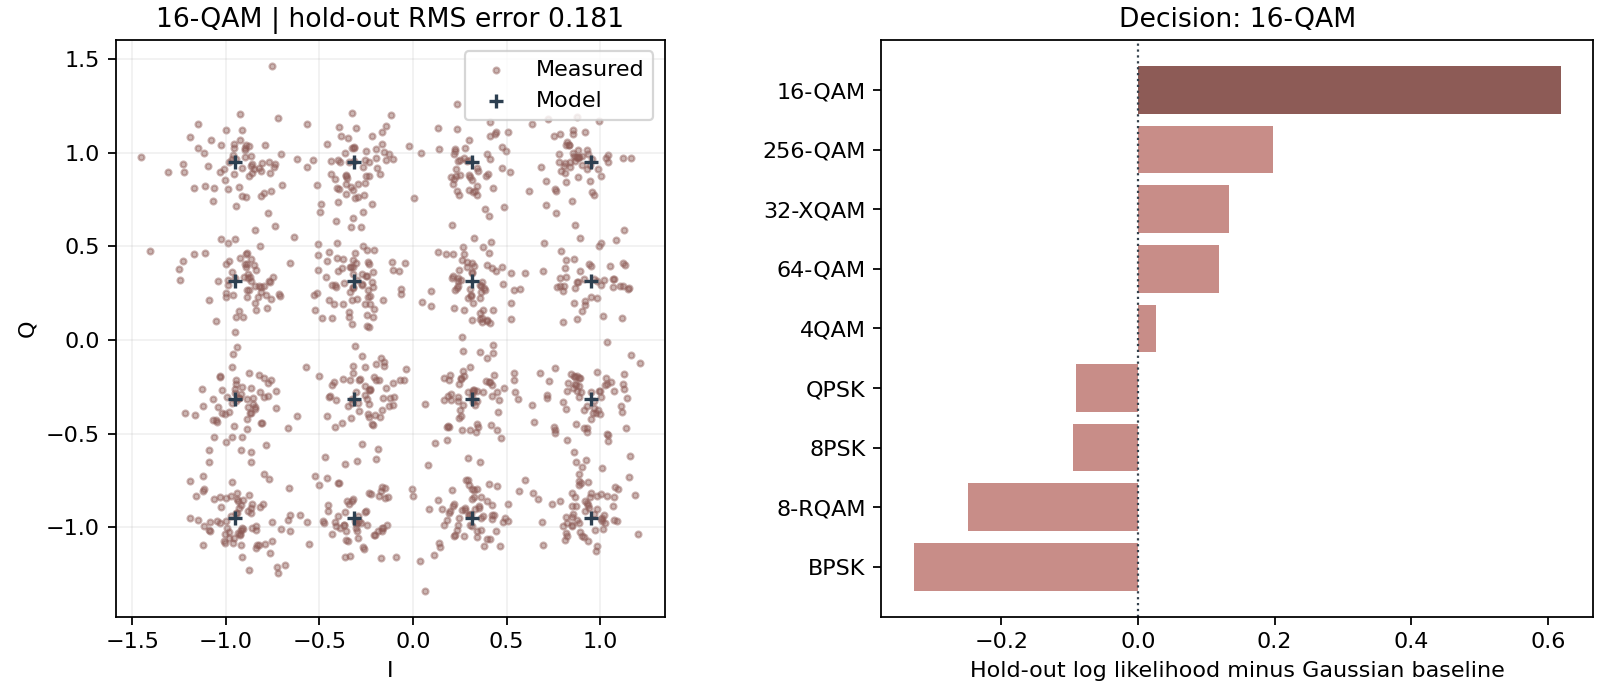 16-QAM | hold-out RMS error 0.181
Measured
Model
1.5
1.0
0.5
0.0
−0.5
−1.0
Q
−1.5
−1.0
−0.5
0.0
0.5
1.0
I
Decision: 16-QAM
16-QAM
256-QAM
32-XQAM
64-QAM
4QAM
QPSK
8PSK
8-RQAM
BPSK
−0.2
0.0
0.2
0.4
0.6
Hold-out log likelihood minus Gaussian baseline